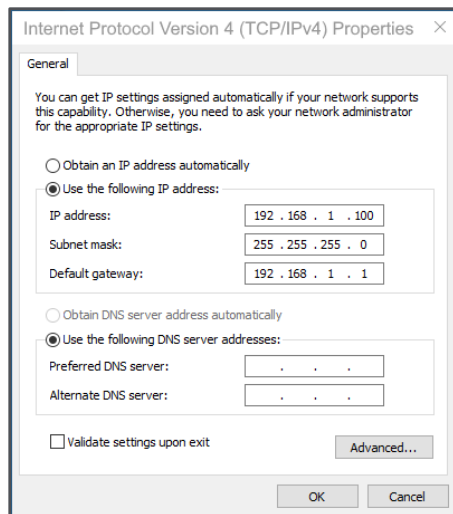 Internet Protocol Version 4 (TCP/IPv4) Properties
General
You can get IP settings assigned automatically if your network supports
this capability. Otherwise, you need to ask your network administrator
for the appropriate IP settings.
Obtain an IP address automatically
Use the following IP address:
IP address: 192 . 168 . 1 . 100
Subnet mask: 255 . 255 . 255 . 0
Default gateway: 192 . 168 . 1 . 1
Obtain DNS server address automatically
Use the following DNS server addresses:
Preferred DNS server: . . .
Alternate DNS server: . . .
Validate settings upon exit
Advanced...
OK Cancel